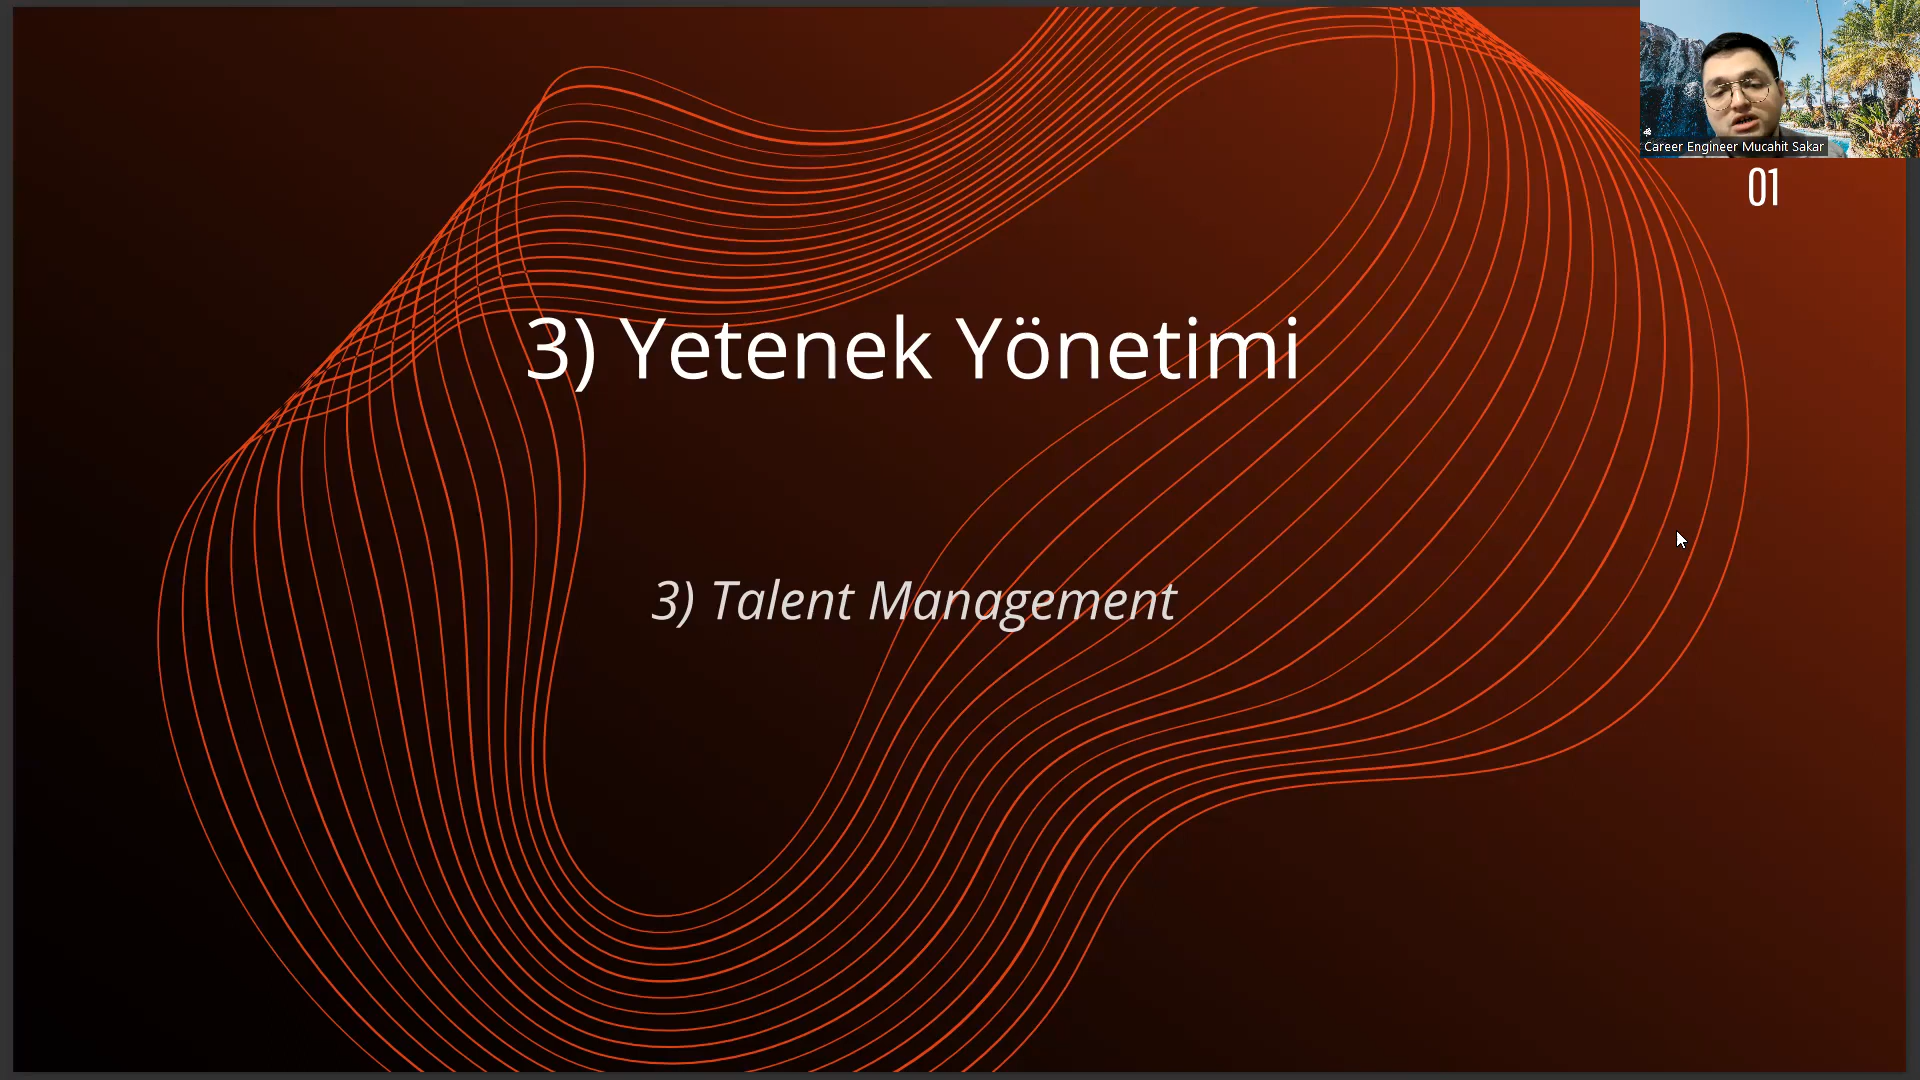 Career Engineer Mucahit Sakar
01
3) Yetenek Yönetimi
3) Talent Management